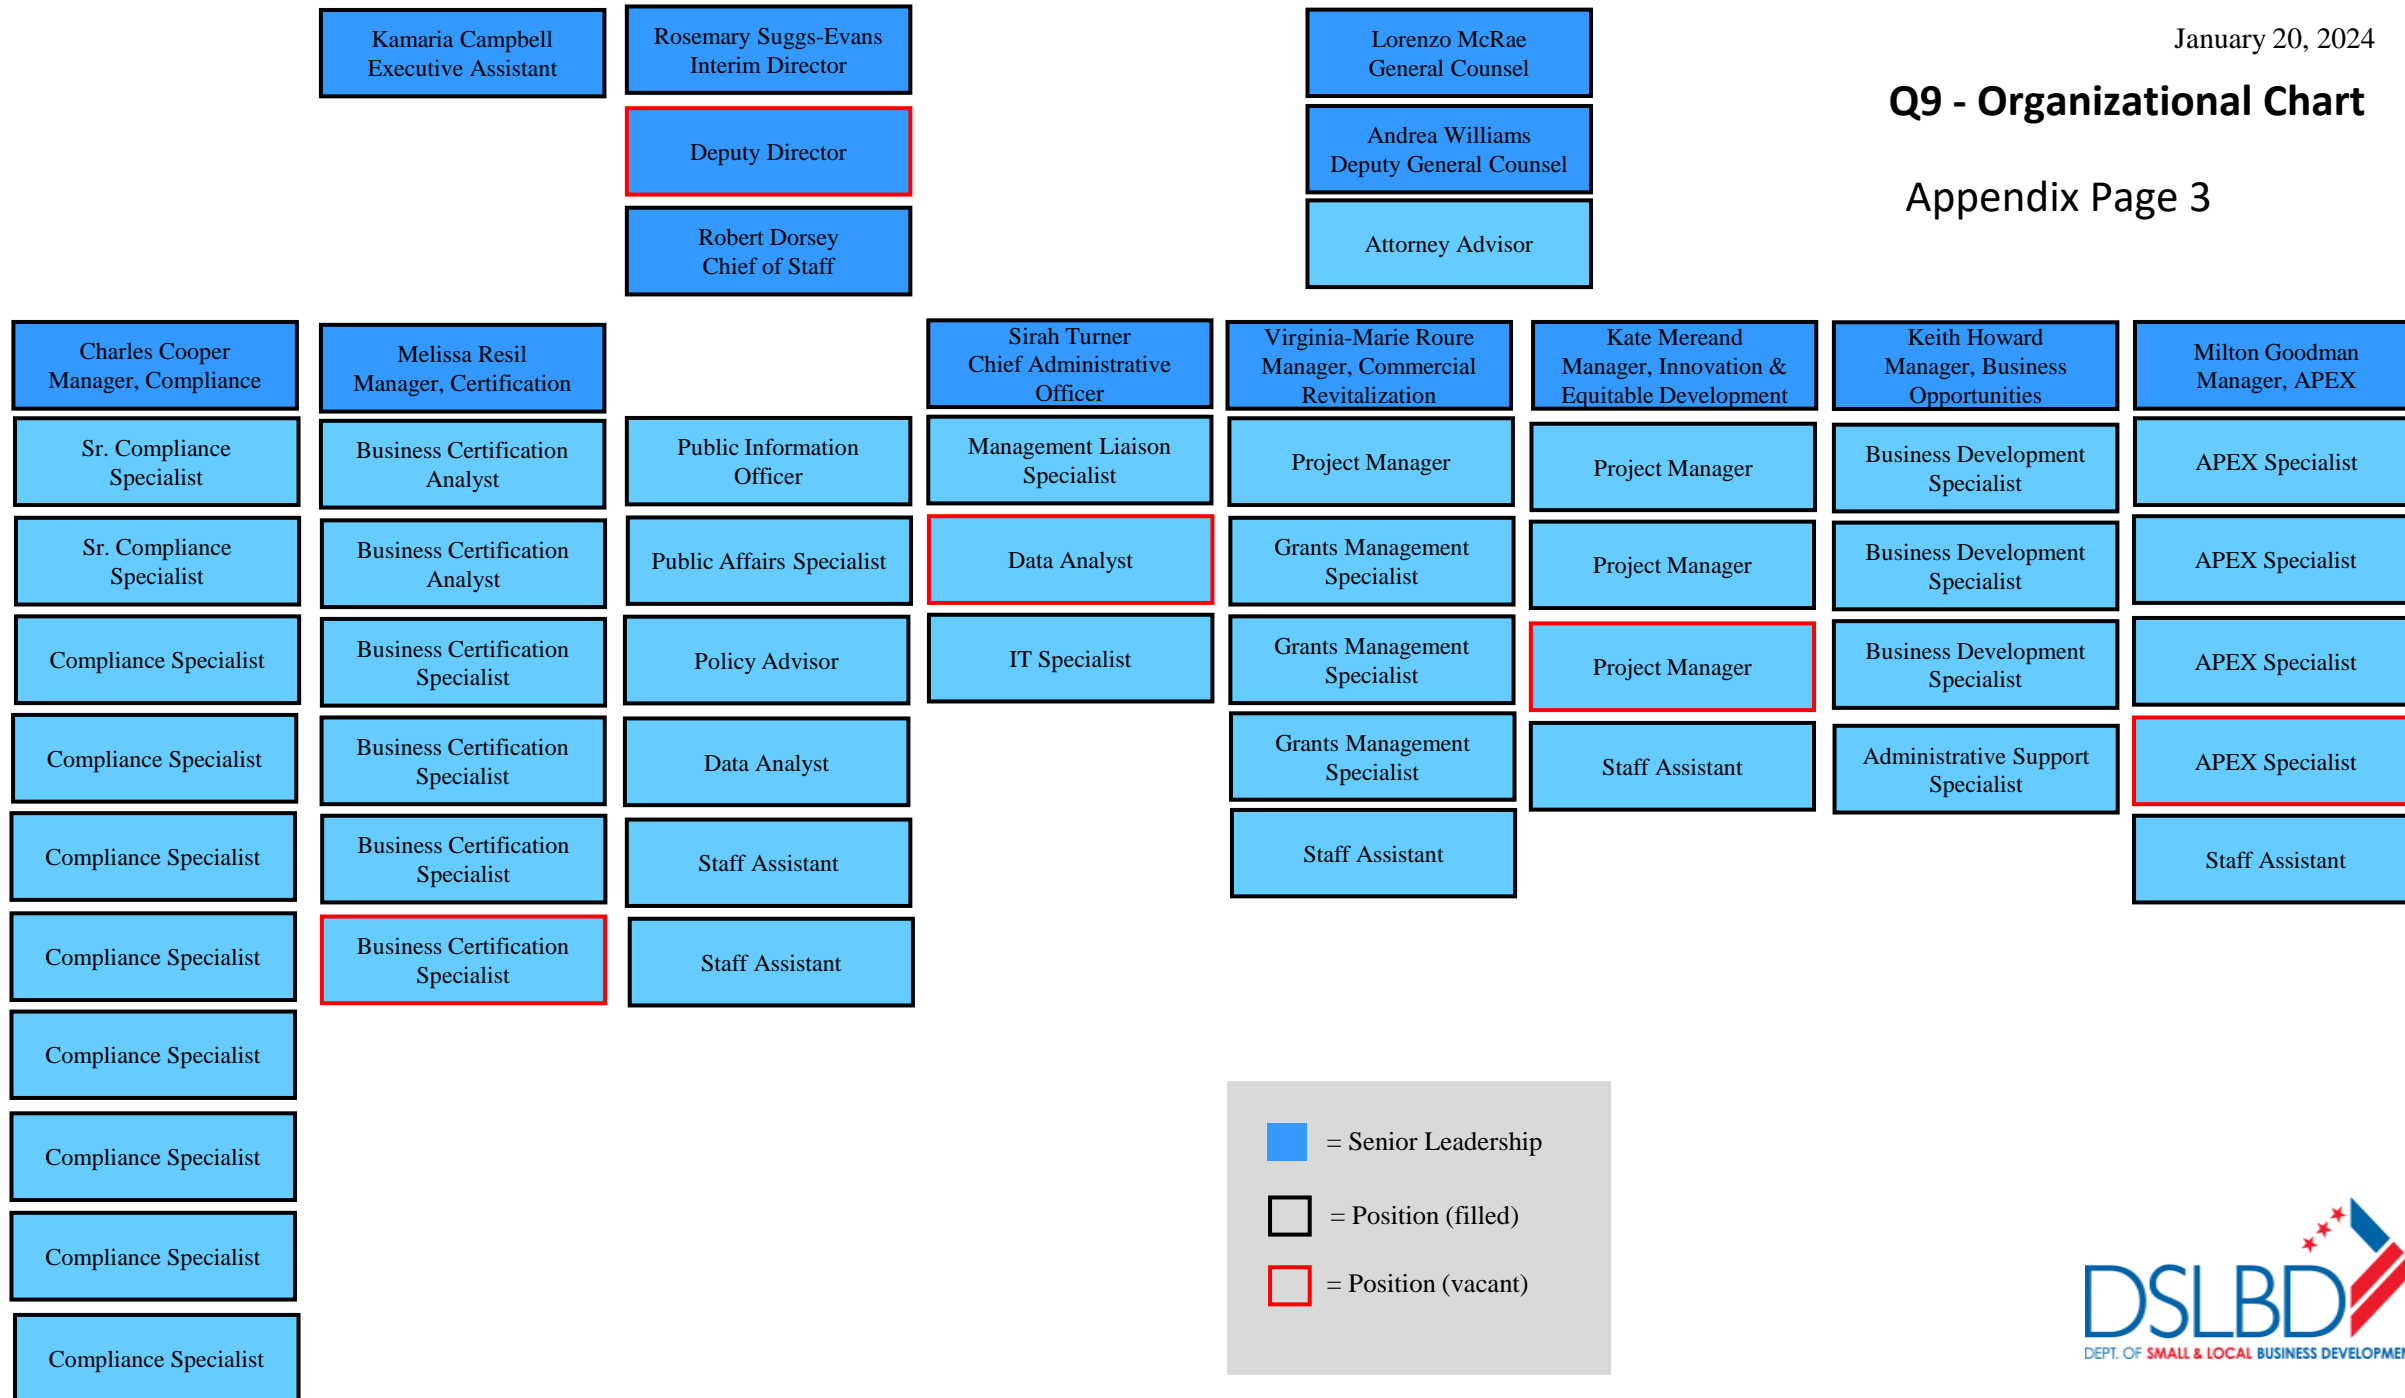 Kamaria Campbell
Executive Assistant
Rosemary Suggs-Evans
Interim Director
Deputy Director
Robert Dorsey
Chief of Staff
Lorenzo McRae
General Counsel
Andrea Williams
Deputy General Counsel
Attorney Advisor
January 20, 2024
Q9 - Organizational Chart
Appendix Page 3
Charles Cooper
Manager, Compliance
Sr. Compliance
Specialist
Sr. Compliance
Specialist
Compliance Specialist
Compliance Specialist
Compliance Specialist
Compliance Specialist
Compliance Specialist
Compliance Specialist
Compliance Specialist
Compliance Specialist
Melissa Resil
Manager, Certification
Business Certification
Analyst
Business Certification
Analyst
Business Certification
Specialist
Business Certification
Specialist
Business Certification
Specialist
Business Certification
Specialist
Public Information
Officer
Public Affairs Specialist
Policy Advisor
Data Analyst
Staff Assistant
Staff Assistant
Sirah Turner
Chief Administrative
Officer
Management Liaison
Specialist
Data Analyst
IT Specialist
Virginia-Marie Roure
Manager, Commercial
Revitalization
Project Manager
Grants Management
Specialist
Grants Management
Specialist
Grants Management
Specialist
Staff Assistant
Kate Mereand
Manager, Innovation &
Equitable Development
Project Manager
Project Manager
Project Manager
Staff Assistant
Keith Howard
Manager, Business
Opportunities
Business Development
Specialist
Business Development
Specialist
Business Development
Specialist
Administrative Support
Specialist
Milton Goodman
Manager, APEX
APEX Specialist
APEX Specialist
APEX Specialist
APEX Specialist
Staff Assistant
= Senior Leadership
= Position (filled)
= Position (vacant)
DSLBD
DEPT. OF SMALL & LOCAL BUSINESS DEVELOPMEN